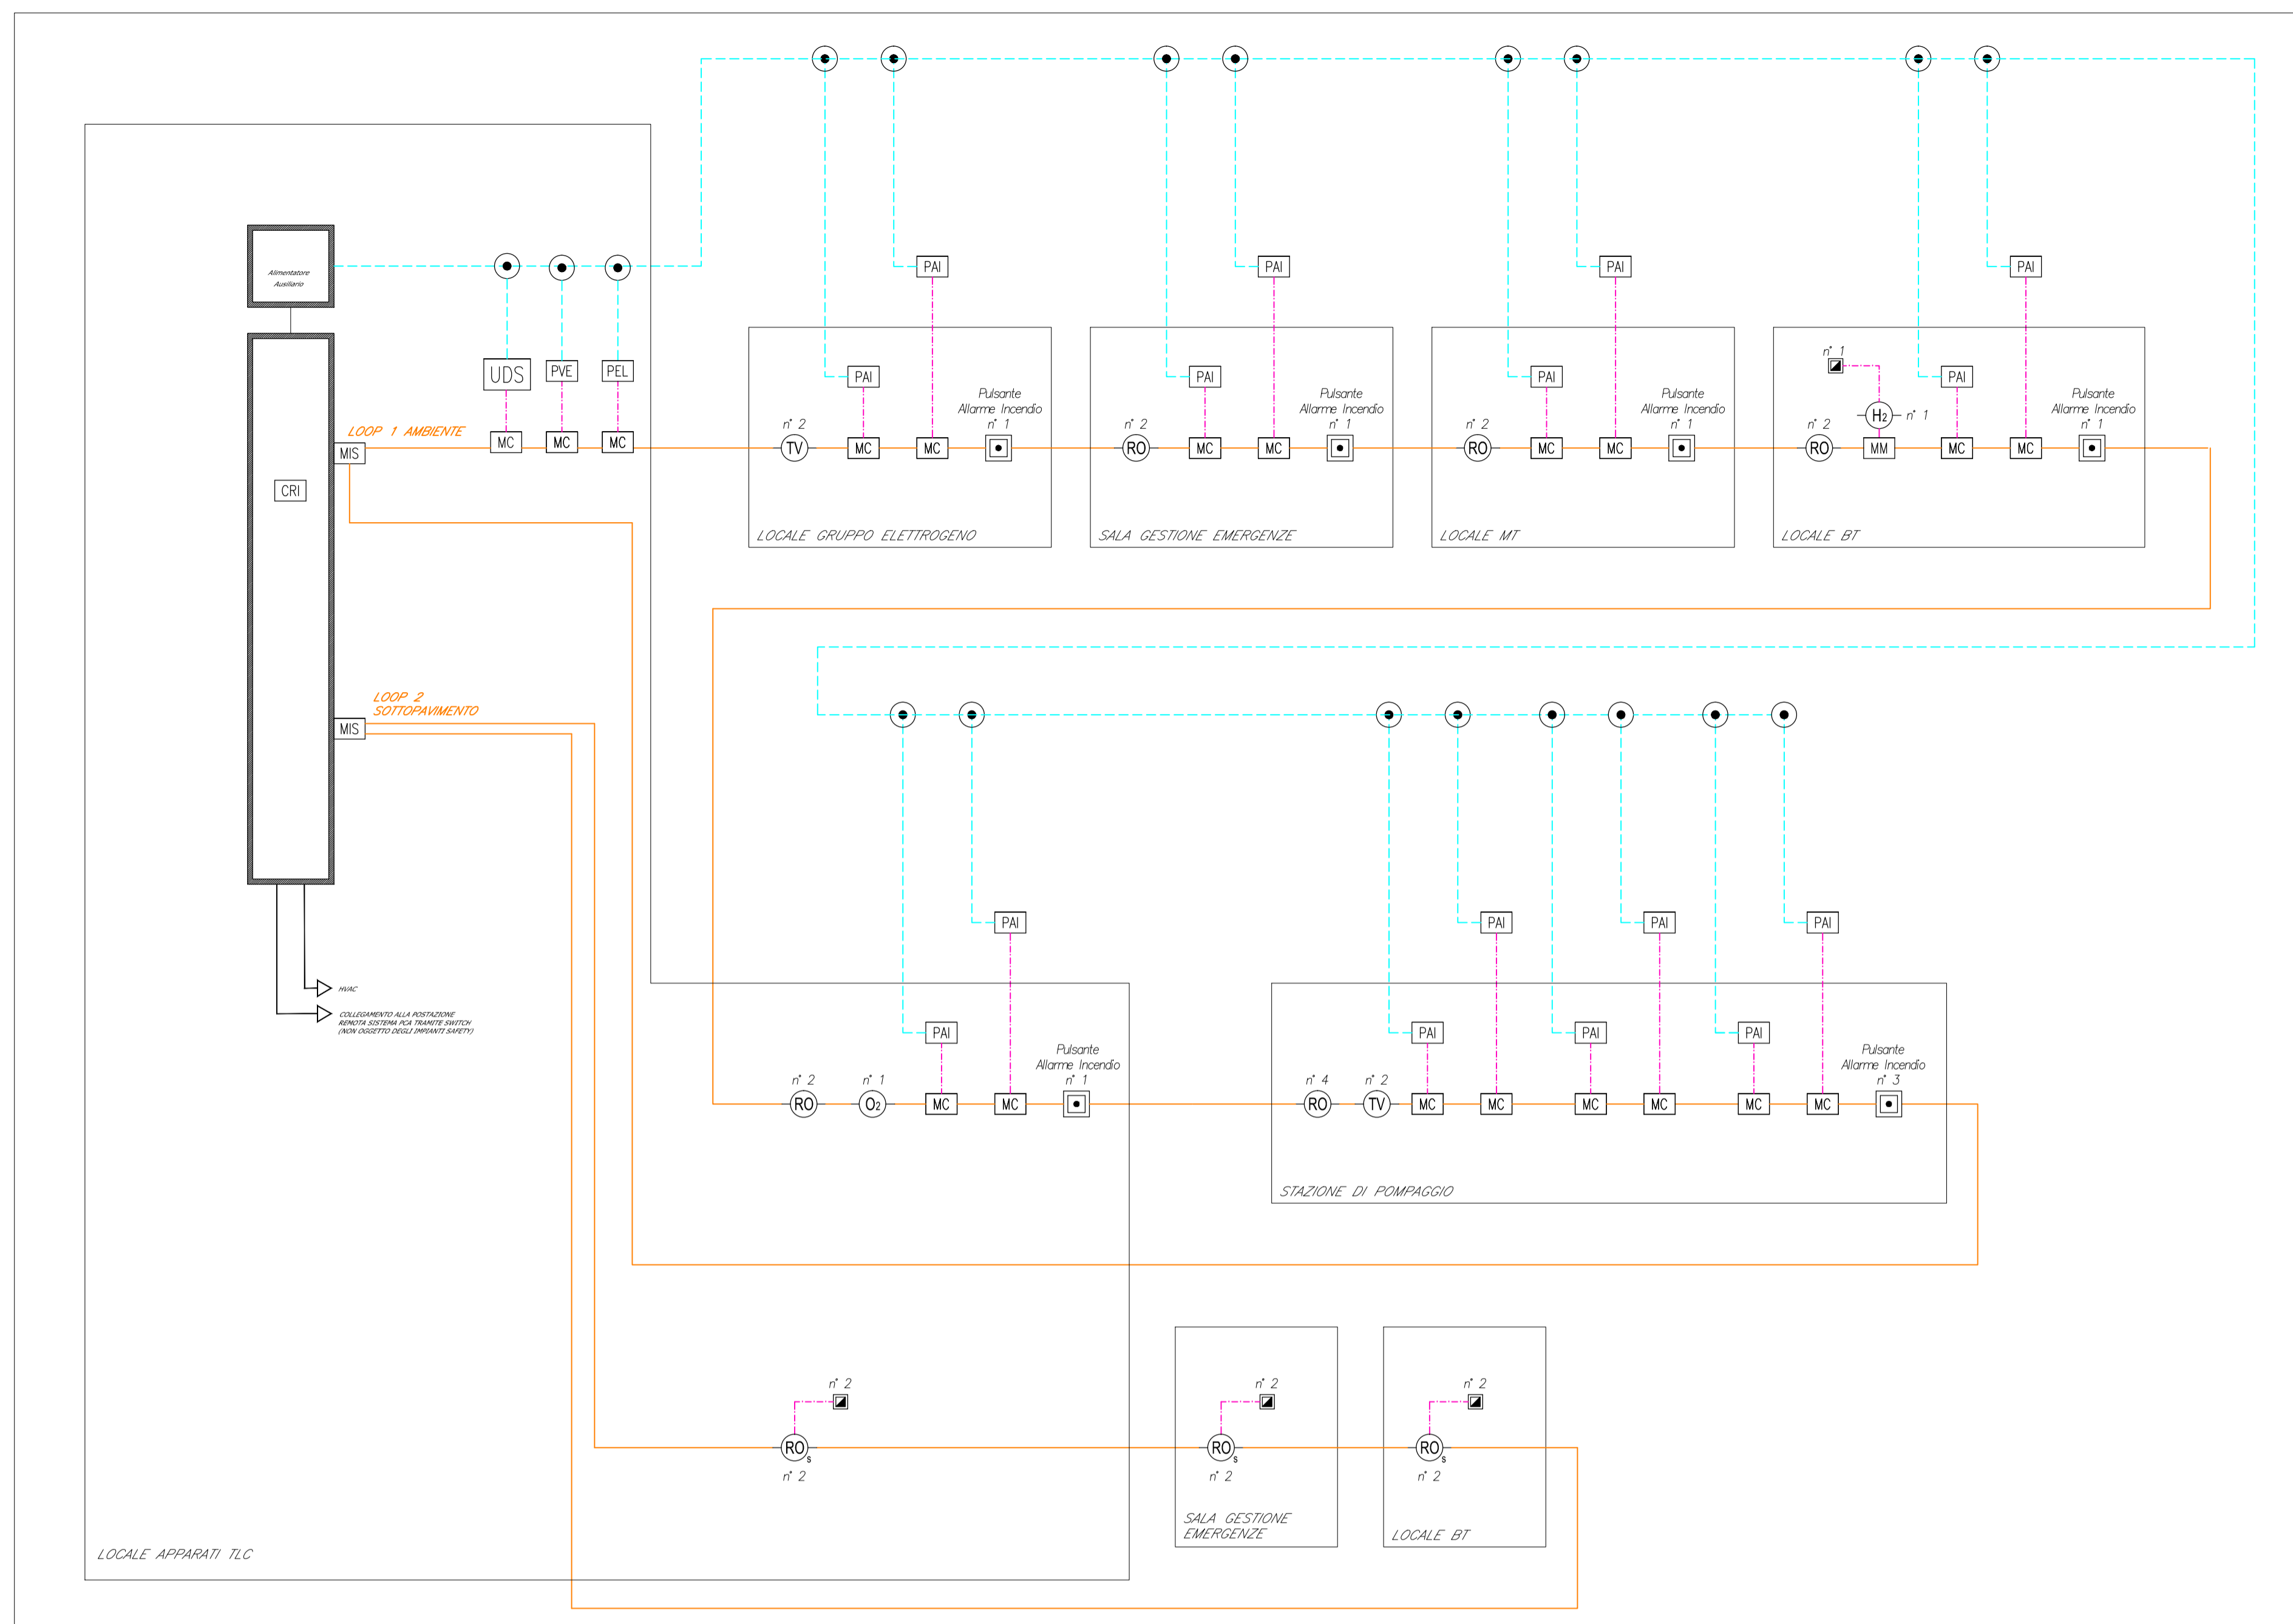 Alimentatore
Ausiliario
UDS
PVE
PEL
PAI
PAI
PAI
PAI
LOOP 1 AMBIENTE
MIS
CRI
MC
MC
MC
n° 2
TV
PAI
MC
MC
Pulsante
Allarme Incendio
n° 1
LOCALE GRUPPO ELETTROGENO
n° 2
RO
PAI
MC
MC
Pulsante
Allarme Incendio
n° 1
SALA GESTIONE EMERGENZE
n° 2
RO
PAI
MC
MC
Pulsante
Allarme Incendio
n° 1
LOCALE MT
n° 1
H2
n° 1
n° 2
RO
MM
PAI
MC
MC
Pulsante
Allarme Incendio
n° 1
LOCALE BT
LOOP 2
SOTTOPAVIMENTO
MIS
HVAC
COLLEGAMENTO ALLA POSTAZIONE
REMOTA SISTEMA PCA TRAMITE SWITCH
(NON OGGETTO DEGLI IMPIANTI SAFETY)
PAI
PAI
n° 2
RO
n° 1
O2
MC
MC
Pulsante
Allarme Incendio
n° 1
PAI
PAI
PAI
PAI
PAI
PAI
n° 4
RO
n° 2
TV
MC
MC
MC
MC
MC
MC
Pulsante
Allarme Incendio
n° 3
STAZIONE DI POMPAGGIO
n° 2
RO
s
n° 2
n° 2
RO
s
n° 2
SALA GESTIONE
EMERGENZE
n° 2
RO
s
n° 2
LOCALE BT
LOCALE APPARATI TLC